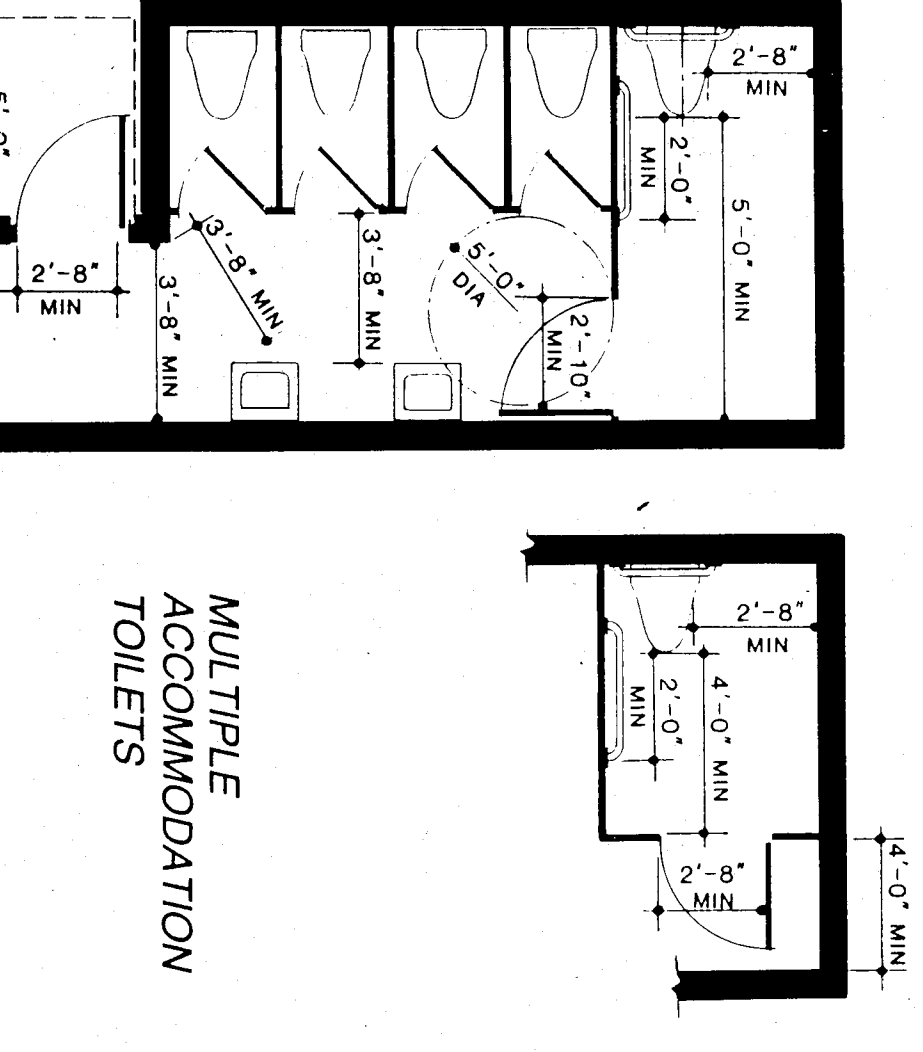 2'-8"
MIN
2'-0"
MIN
5'-0" MIN
2'-8"
MIN
3'-8" MIN
3'-8" MIN
3'-8" MIN
5'-0"
DIA
2'-10"
MIN
2'-8"
MIN
2'-0"
MIN
4'-0" MIN
2'-8"
MIN
4'-0" MIN
MULTIPLE
ACCOMMODATION
TOILETS